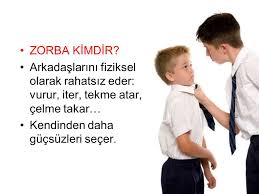 • ZORBA KİMDİR?
• Arkadaşlarını fiziksel
olarak rahatsız eder:
vurur, iter, tekme atar,
çelme takar…
• Kendinden daha
güçsüzleri seçer.